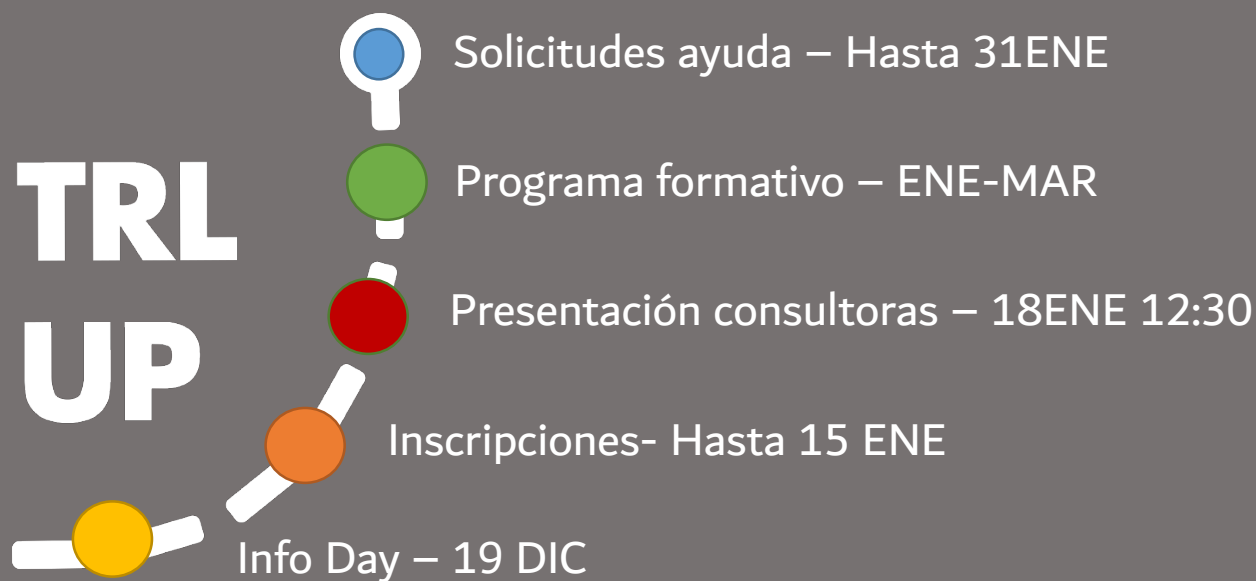 TRL
UP
Solicitudes ayuda – Hasta 31ENE
Programa formativo – ENE-MAR
Presentación consultoras – 18ENE 12:30
Inscripciones- Hasta 15 ENE
Info Day – 19 DIC